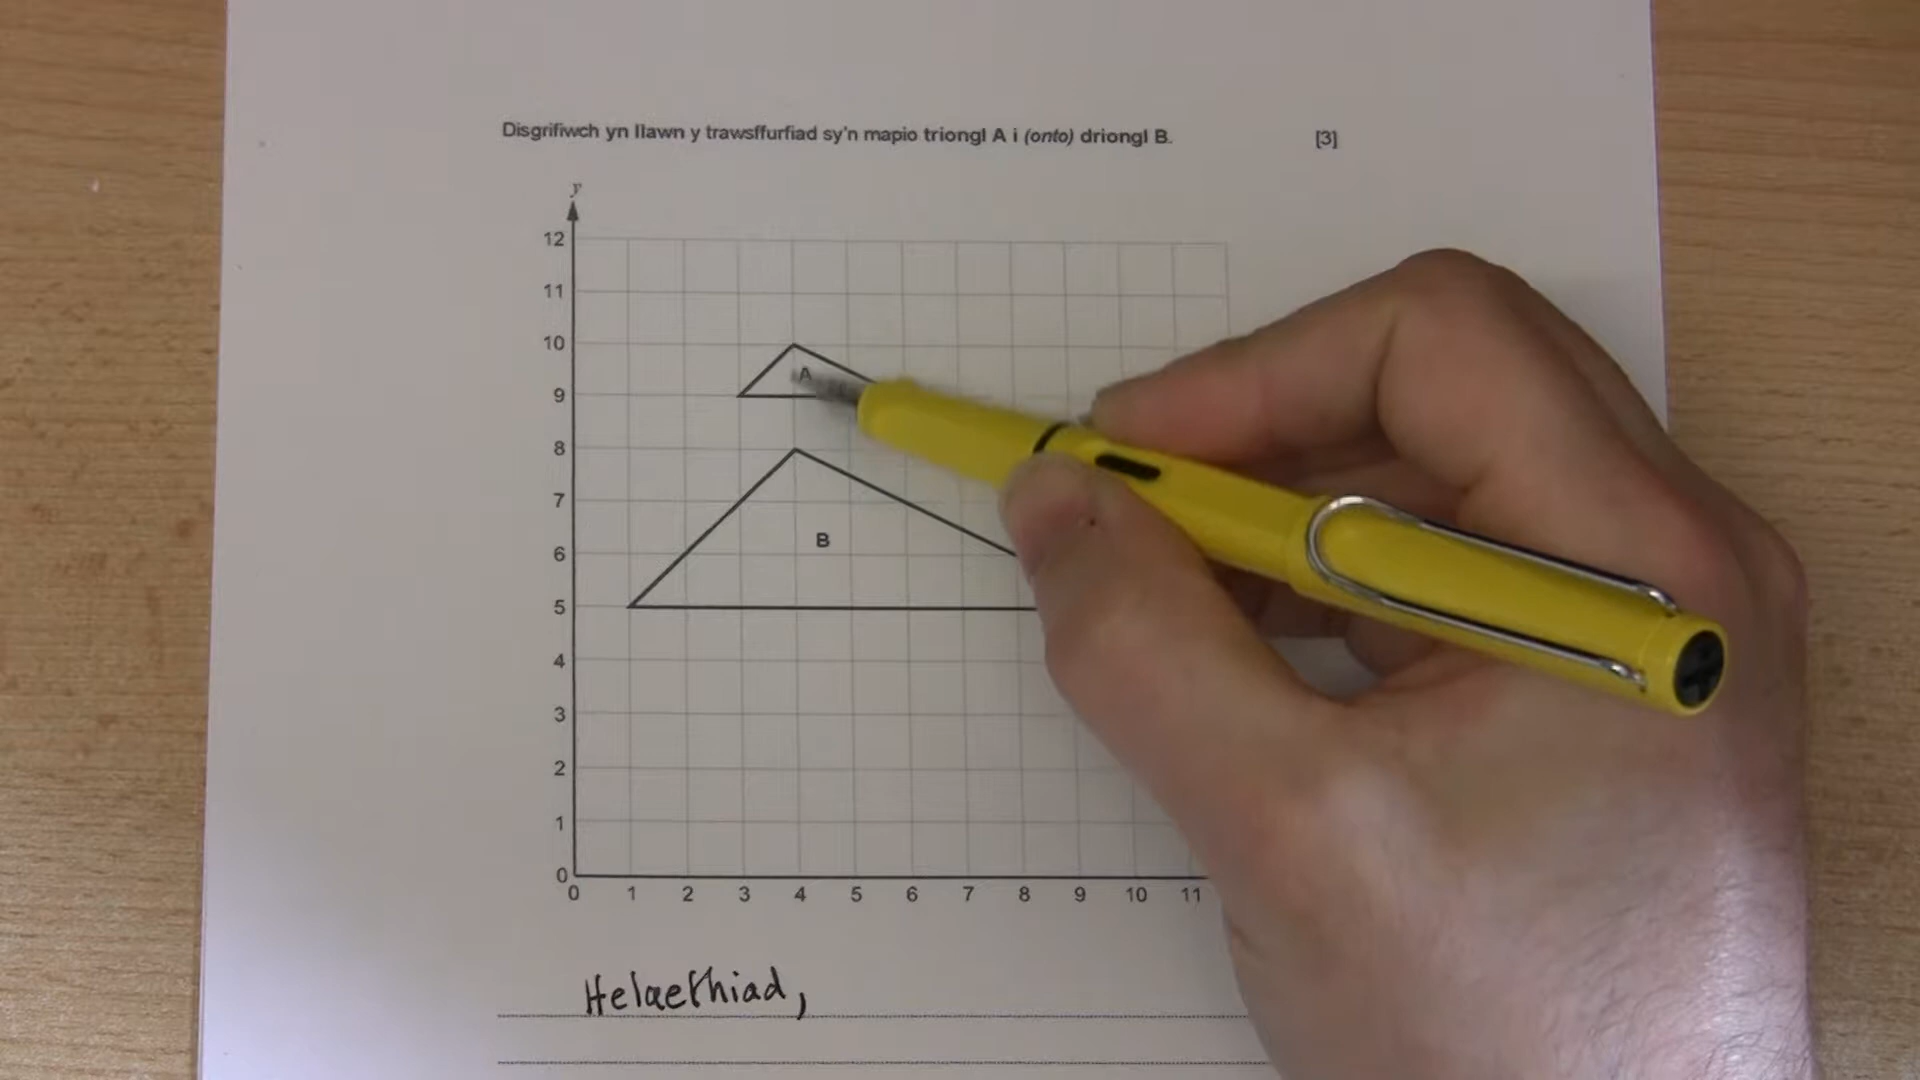 Disgrifiwch yn llawn y trawsffurfiad sy'n mapio triongl A i (onto) driongl B. [3]
y
12
11
10
A
9
8
7
B
6
5
4
3
2
1
0
0 1 2 3 4 5 6 7 8 9 10 11
Helaethiad,